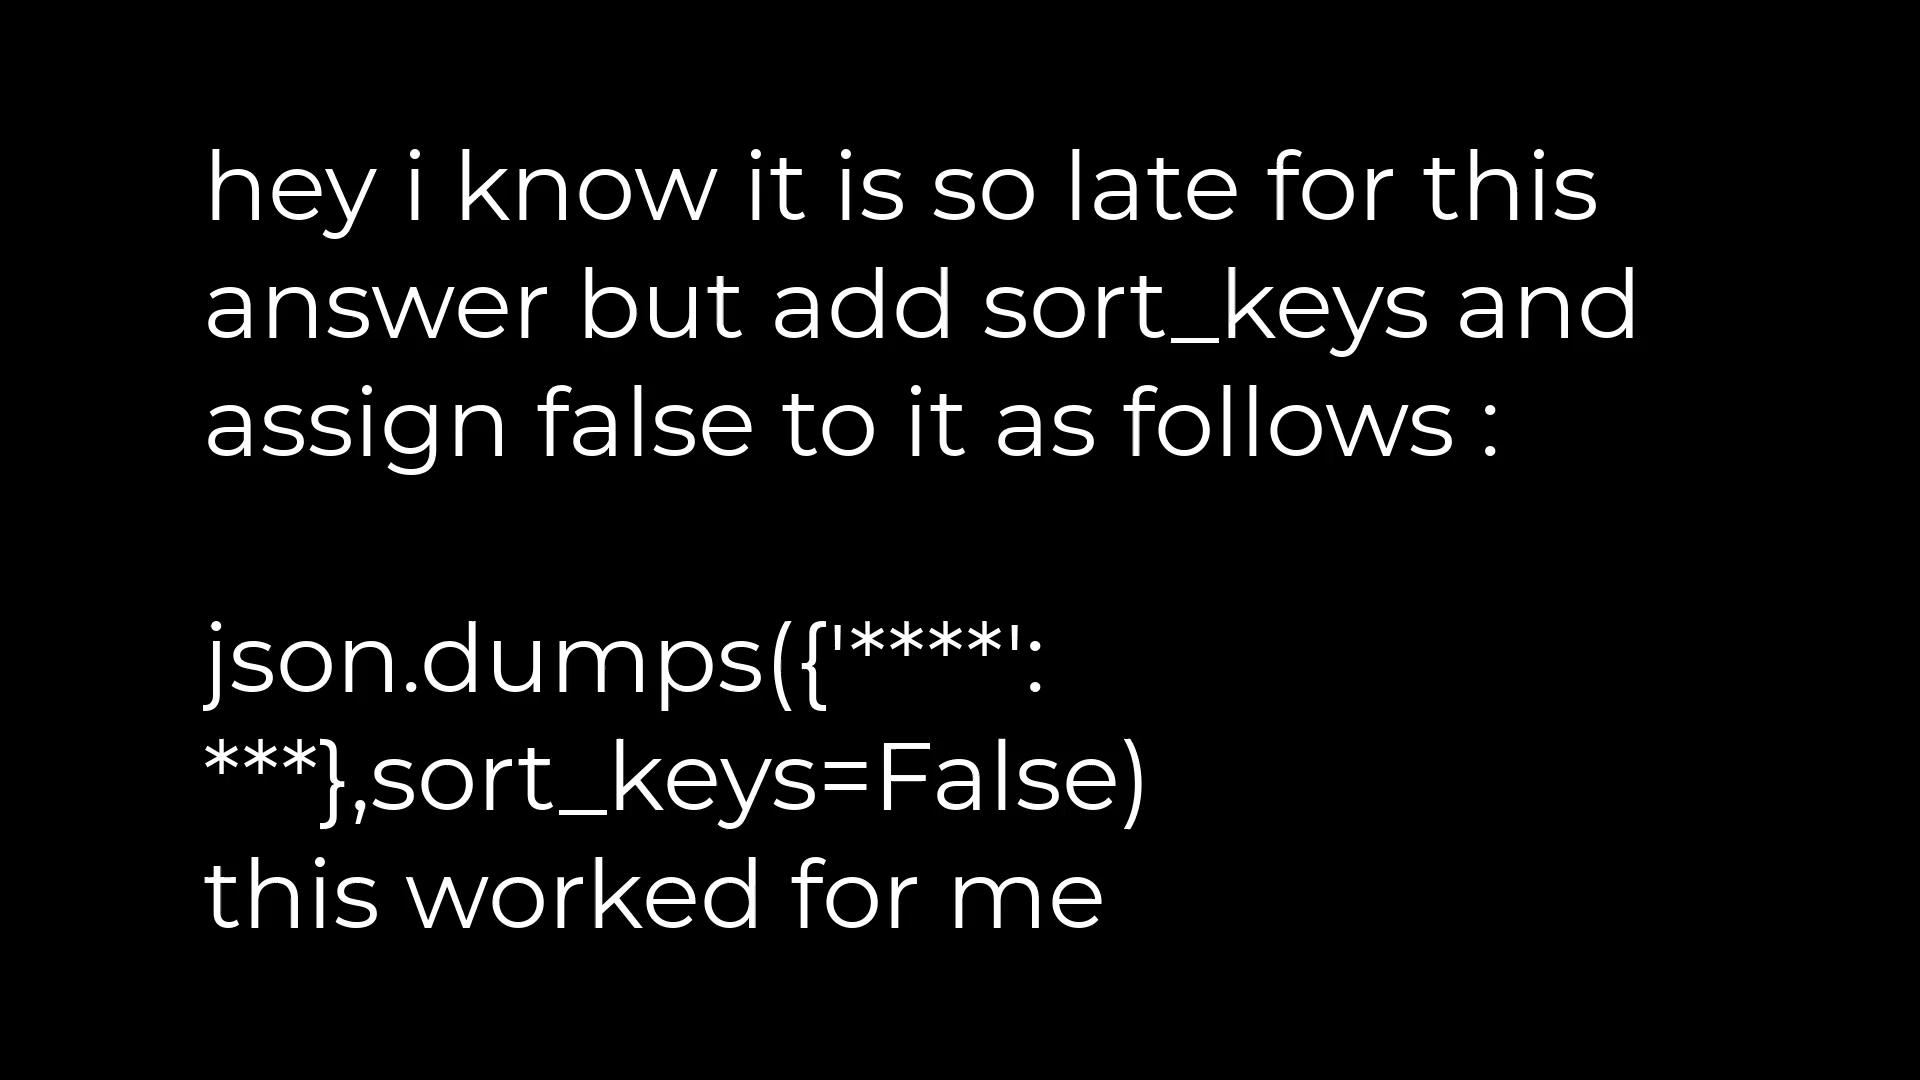 hey i know it is so late for this
answer but add sort_keys and
assign false to it as follows :
json.dumps({'****':
***},sort_keys=False)
this worked for me